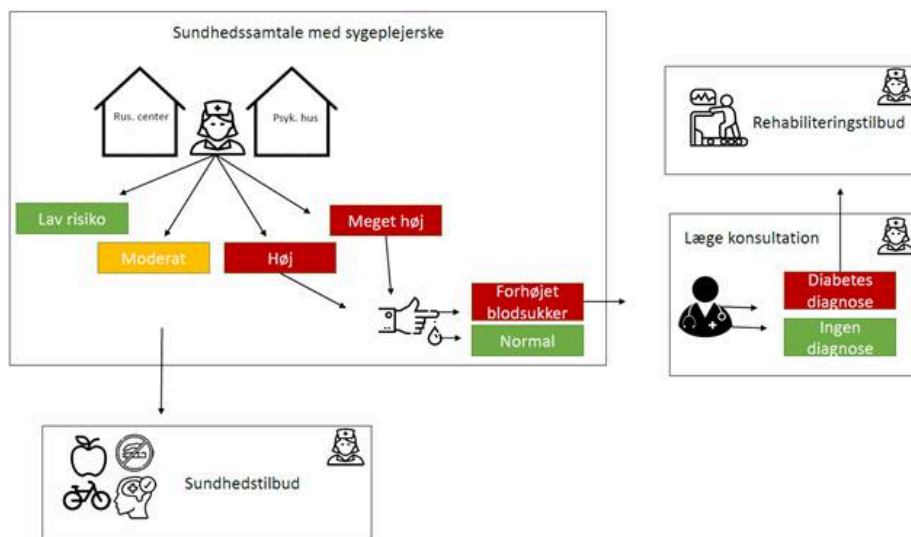 Sundhedssamtale med sygeplejerske
Rus. center
Psyk. hus
Lav risiko
Moderat
Høj
Meget høj
Forhøjet
blodsukker
Normal
Rehabiliteringstilbud
Læge konsultation
Diabetes
diagnose
Ingen
diagnose
Sundhedstilbud